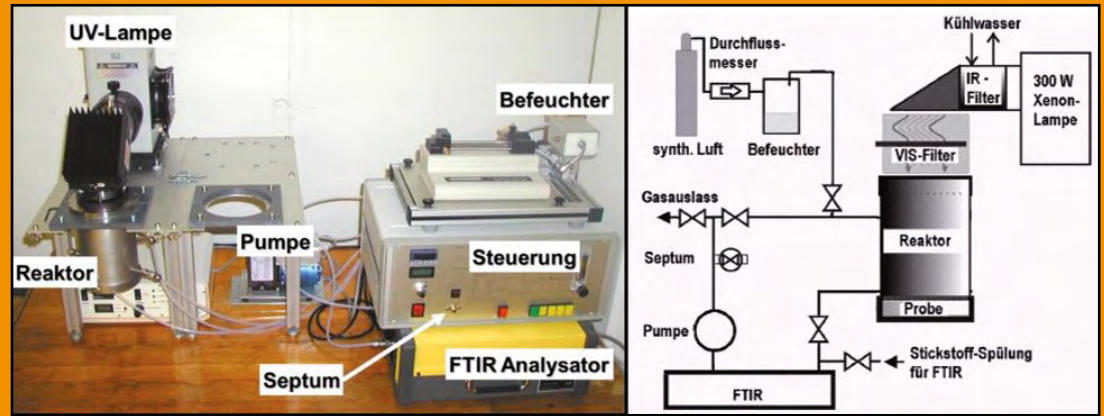 UV-Lampe
Befeuchter
Pumpe
Reaktor
Steuerung
Septum
FTIR Analysator
Kühlwasser
Durchfluss-
messer
IR -
Filter
300 W
Xenon-
Lampe
synth. Luft
Befeuchter
VIS-Filter
Gasauslass
Reaktor
Septum
Probe
Pumpe
Stickstoff-Spülung
für FTIR
FTIR